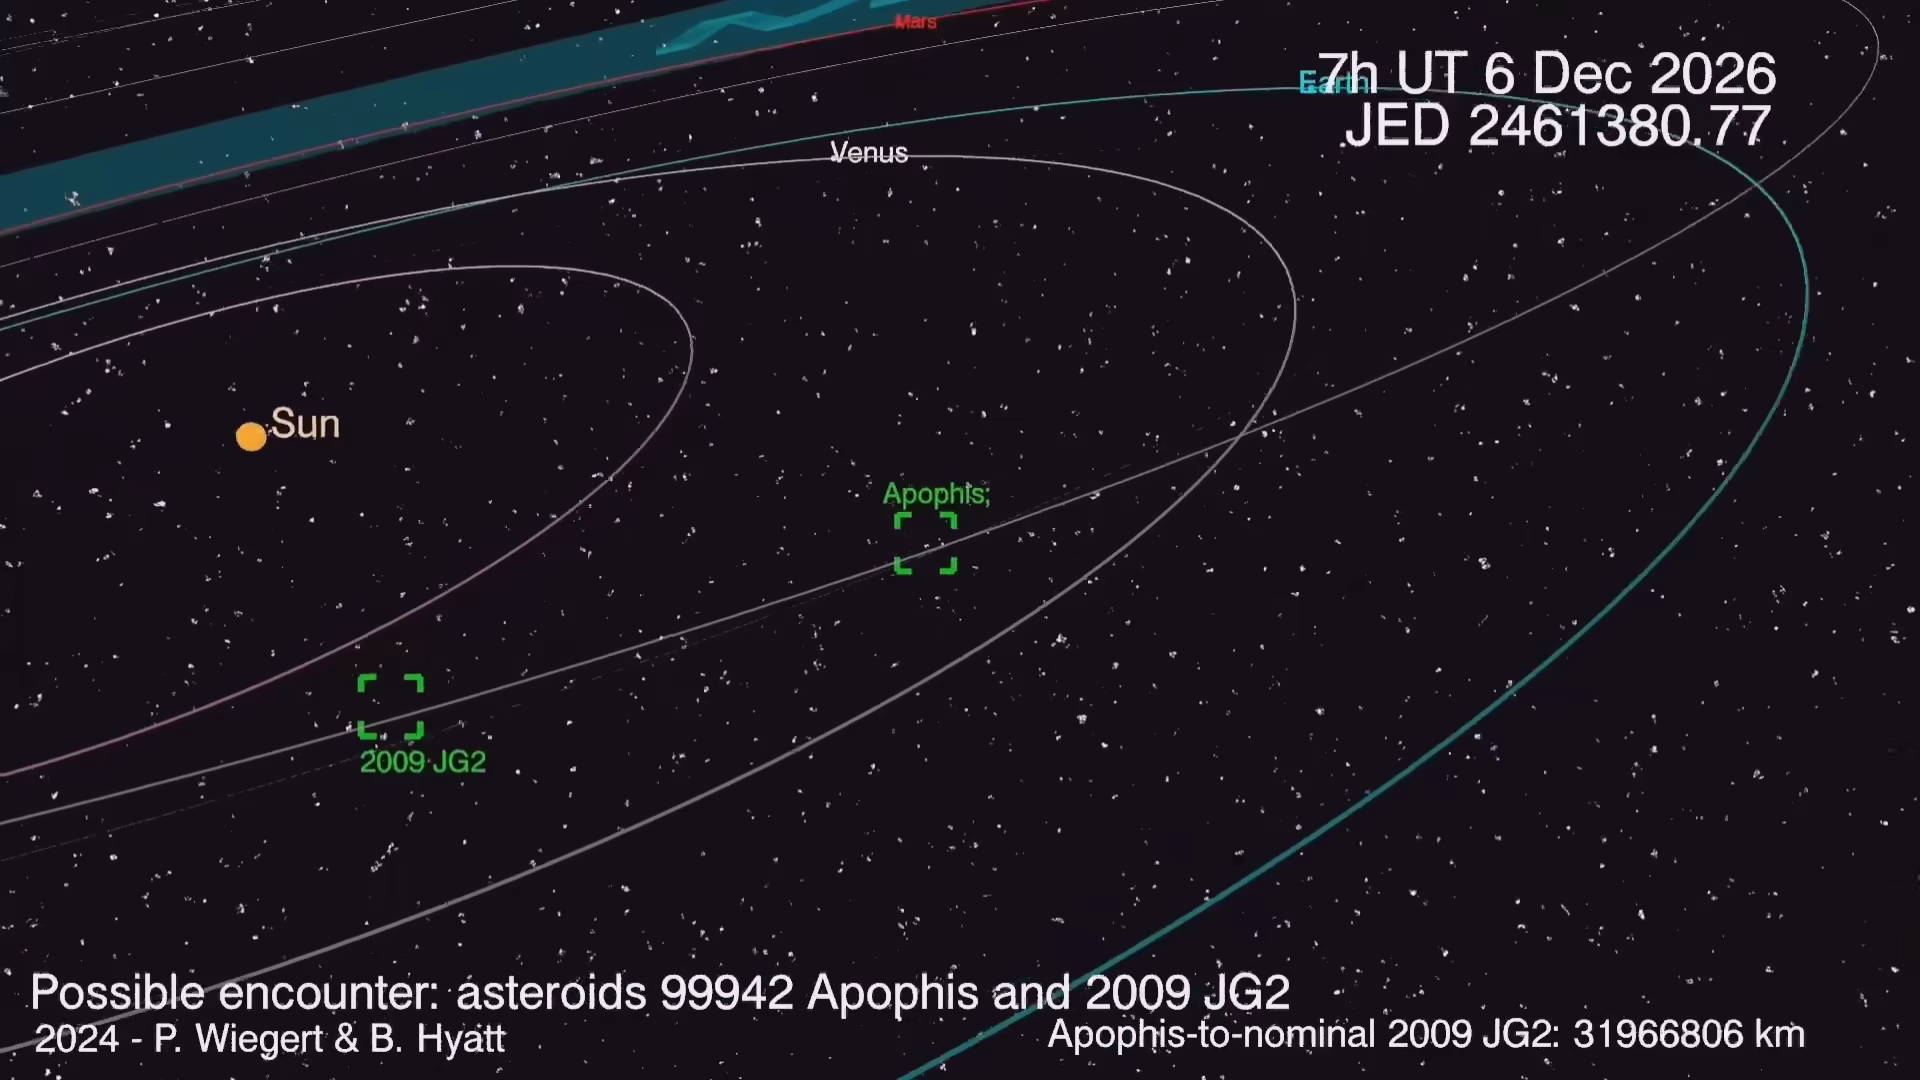 Mars
7h UT 6 Dec 2026
Earth
JED 2461380.77
Venus
Sun
Apophis;
2009 JG2
Possible encounter: asteroids 99942 Apophis and 2009 JG2
2024 - P. Wiegert & B. Hyatt
Apophis-to-nominal 2009 JG2: 31966806 km